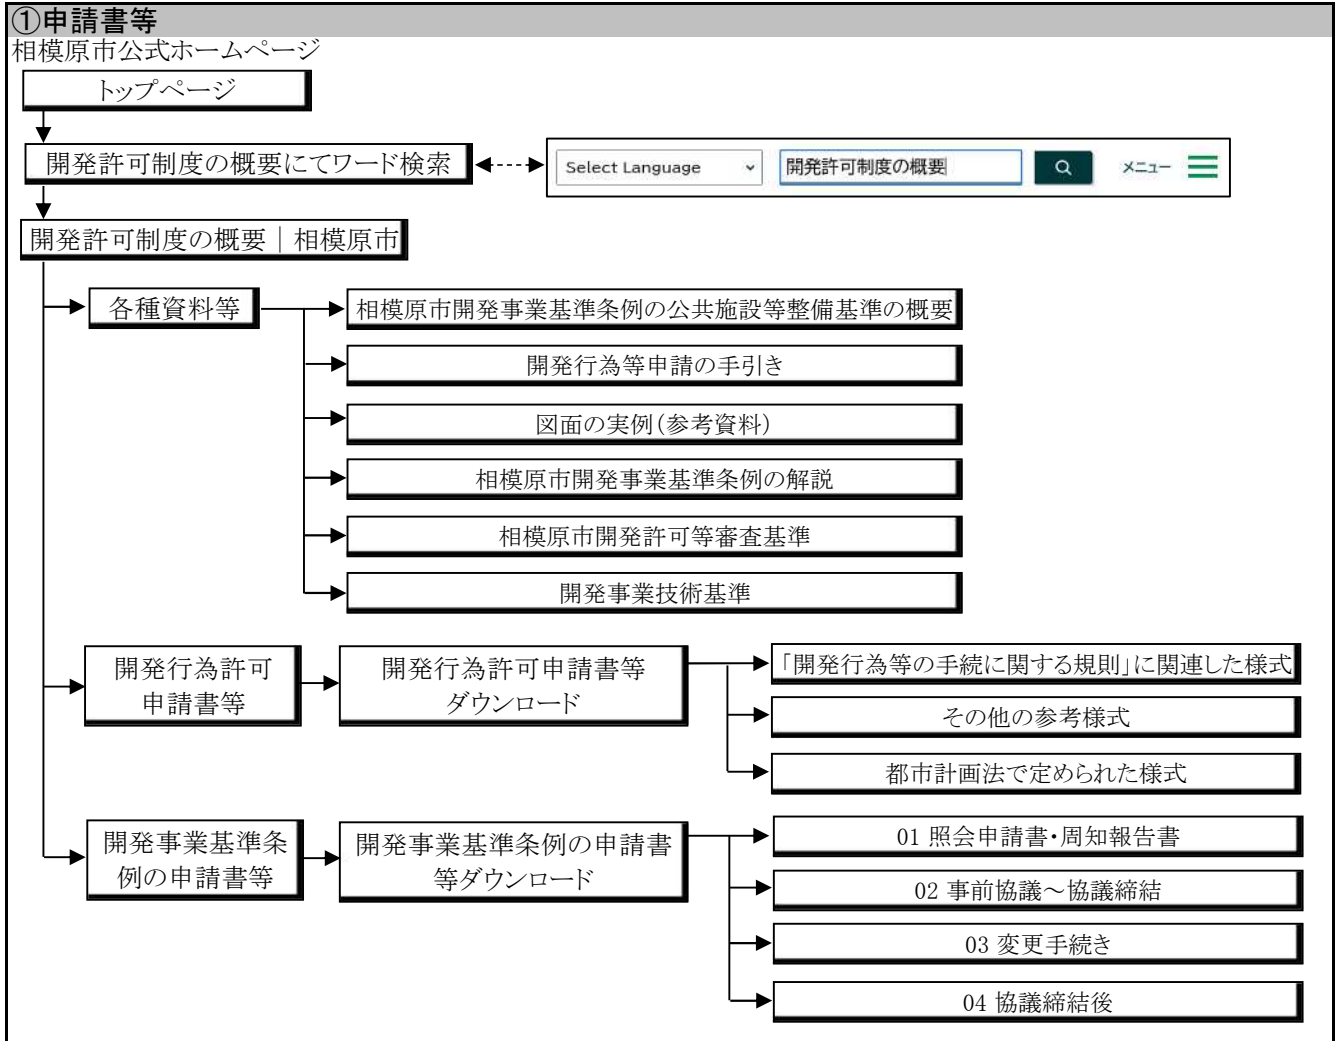 ①申請書等
相模原市公式ホームページ
トップページ
開発許可制度の概要にてワード検索
Select Language
開発許可制度の概要
メニュー
開発許可制度の概要｜相模原市
各種資料等
相模原市開発事業基準条例の公共施設等整備基準の概要
開発行為等申請の手引き
図面の実例(参考資料)
相模原市開発事業基準条例の解説
相模原市開発許可等審査基準
開発事業技術基準
開発行為許可
申請書等
開発行為許可申請書等
ダウンロード
「開発行為等の手続に関する規則」に関連した様式
その他の参考様式
都市計画法で定められた様式
開発事業基準条
例の申請書等
開発事業基準条例の申請書
等ダウンロード
01 照会申請書・周知報告書
02 事前協議～協議締結
03 変更手続き
04 協議締結後